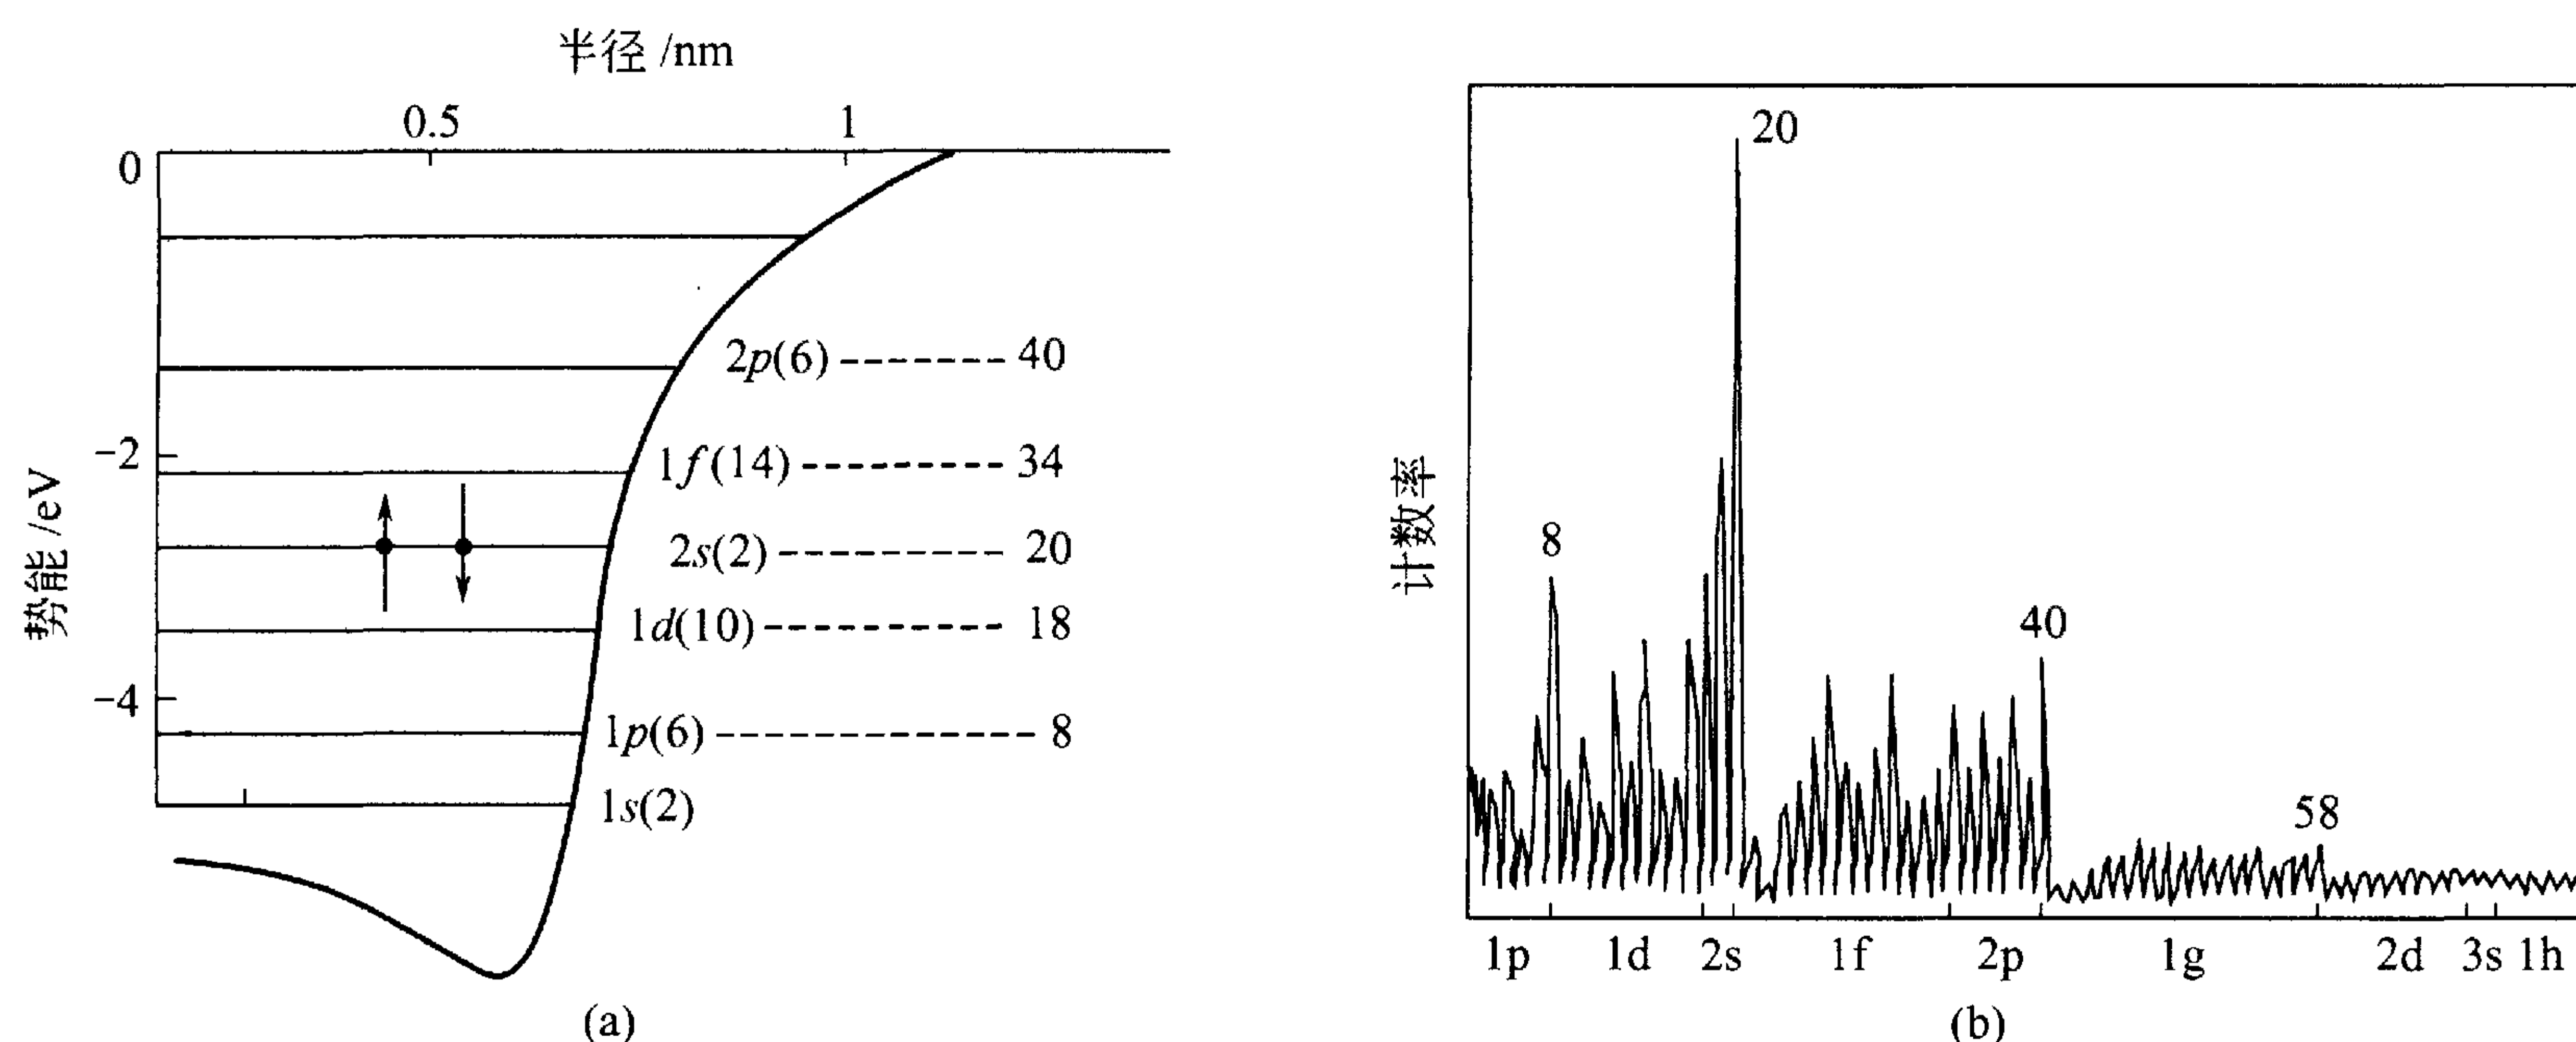 半径 /nm
0.5 1
0
-2
-4
势能 /eV
2p(6) 40
1f(14) 34
2s(2) 20
1d(10) 18
1p(6) 8
1s(2)
(a)
20
8
40
58
计数率
1p 1d 2s 1f 2p 1g 2d 3s 1h
(b)